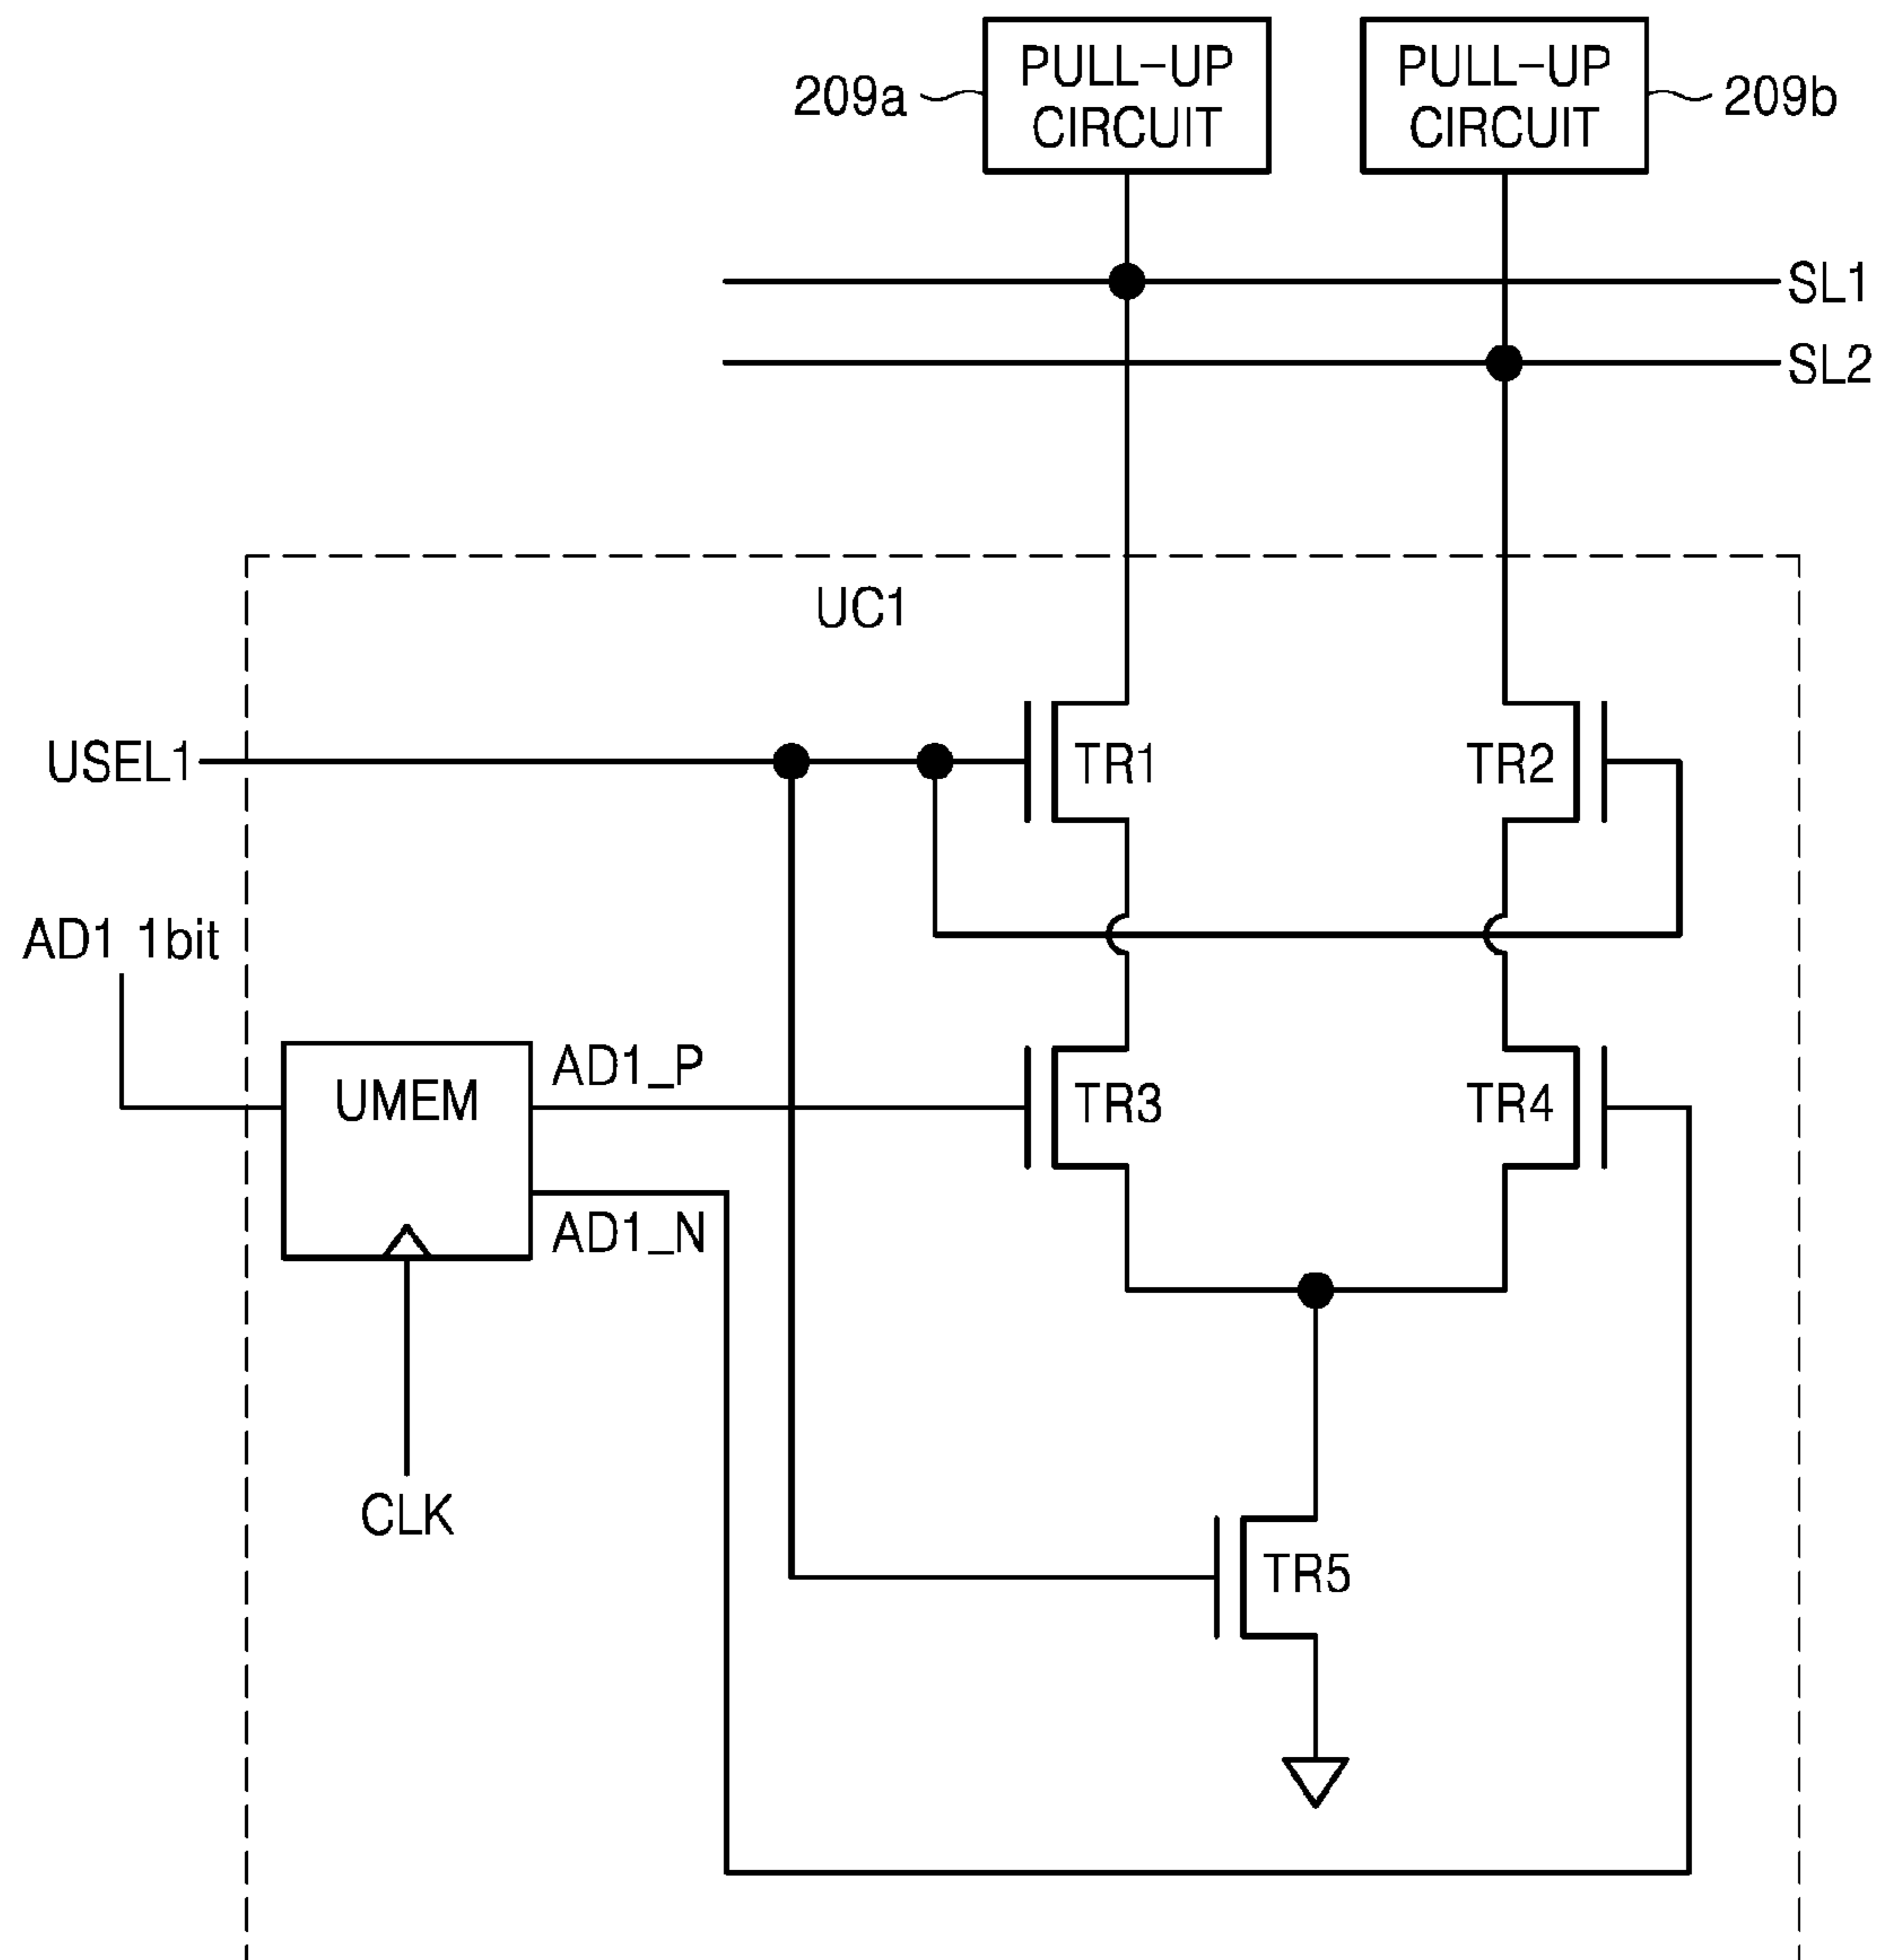 PULL-UP
CIRCUIT
PULL-UP
CIRCUIT
209a
209b
SL1
SL2
UC1
USEL1
TR1
TR2
AD1 1bit
UMEM
AD1_P
TR3
TR4
AD1_N
CLK
TR5